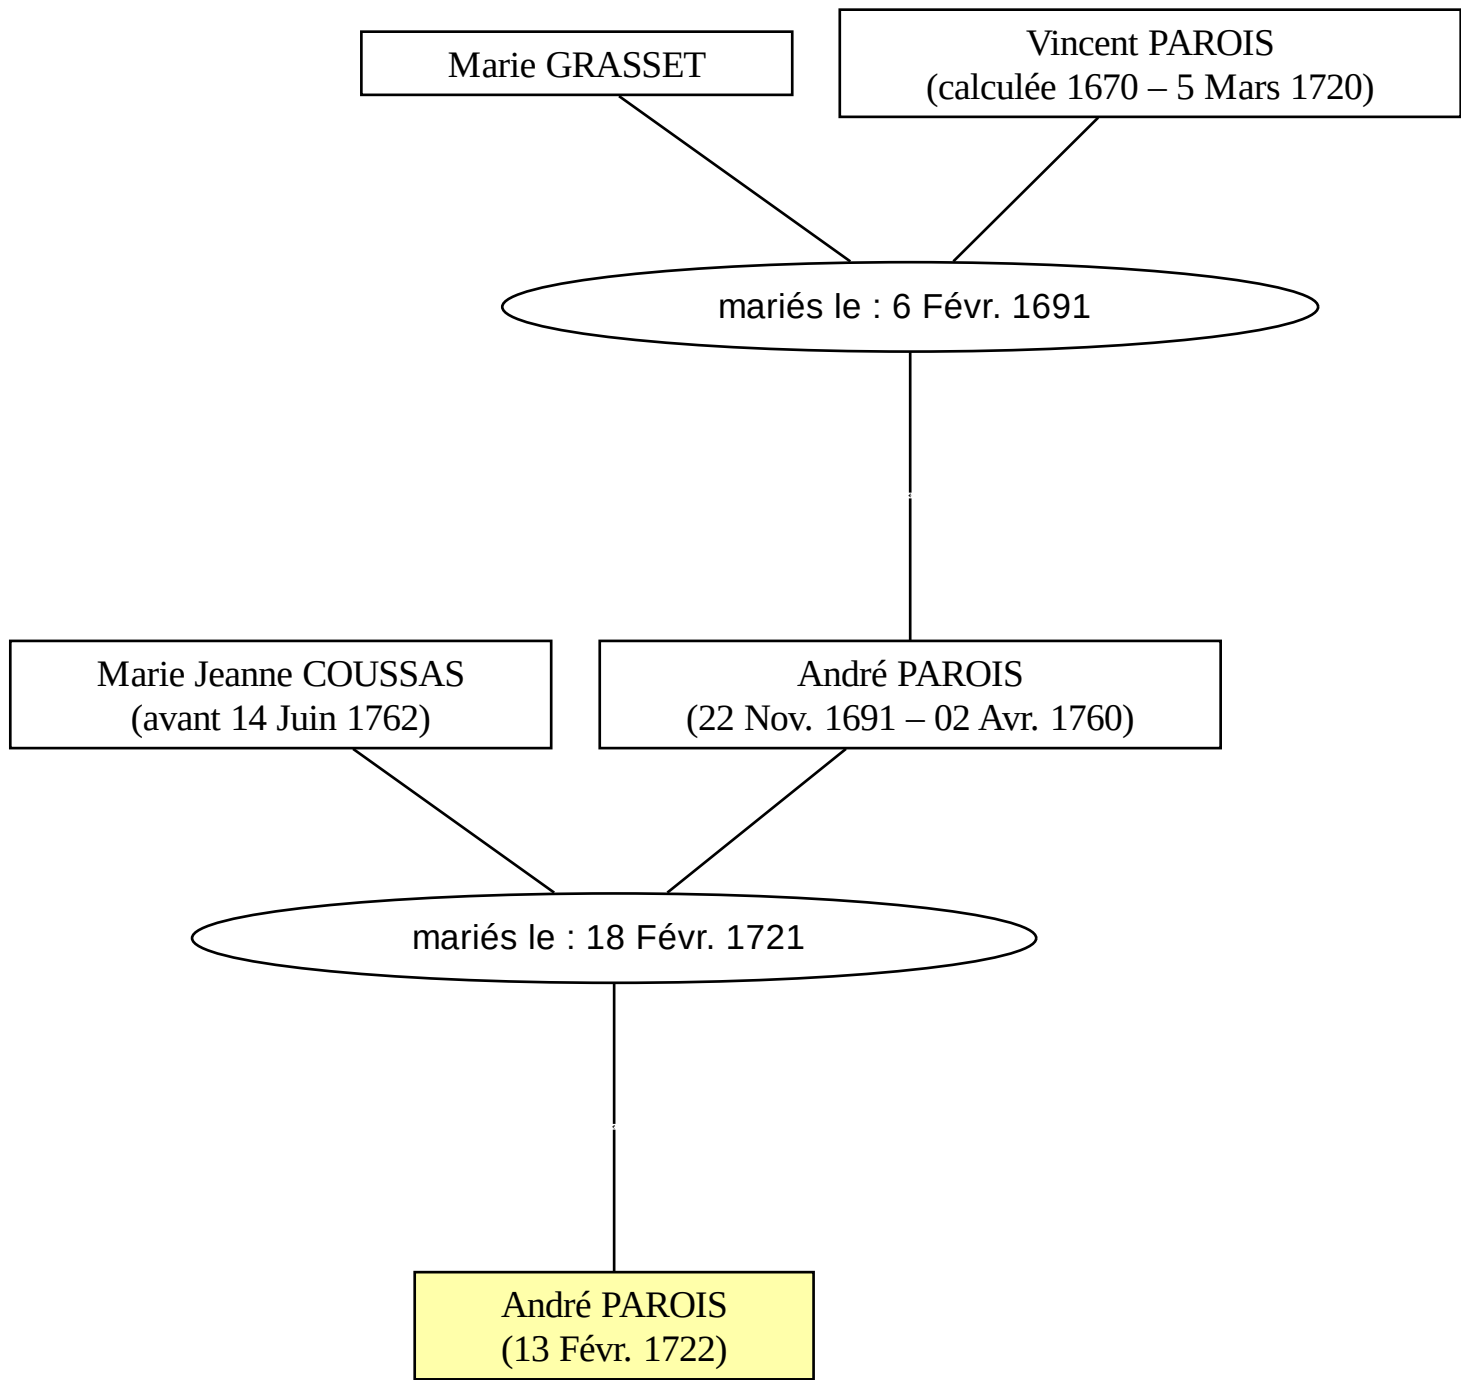 Marie GRASSET
Vincent PAROIS
(calculée 1670 – 5 Mars 1720)
mariés le : 6 Févr. 1691
Marie Jeanne COUSSAS
(avant 14 Juin 1762)
André PAROIS
(22 Nov. 1691 – 02 Avr. 1760)
mariés le : 18 Févr. 1721
André PAROIS
(13 Févr. 1722)